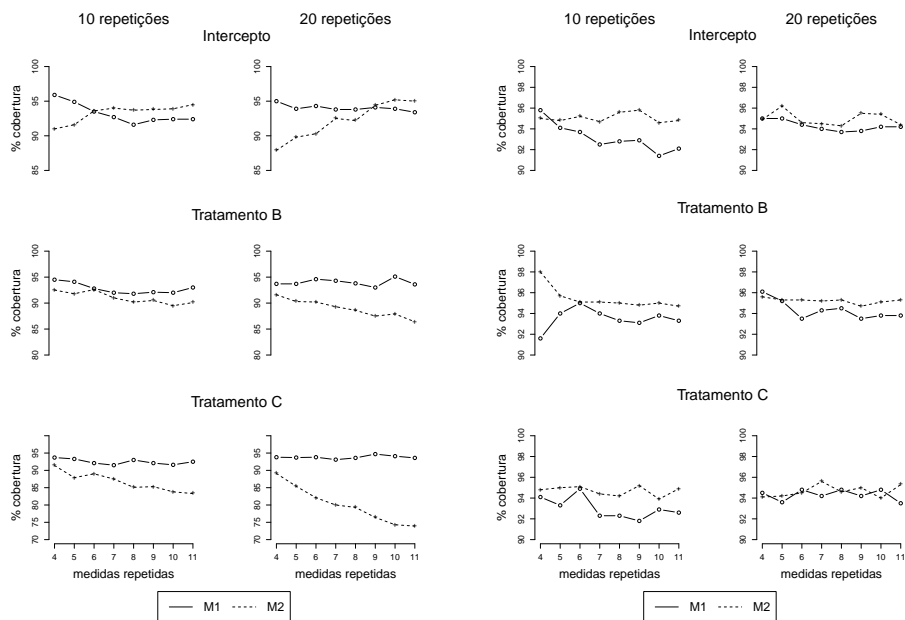 10 repetições
20 repetições
Intercepto
% cobertura
85 90 95 100
85 90 95 100
Tratamento B
% cobertura
80 85 90 95 100
80 85 90 95 100
Tratamento C
% cobertura
70 75 80 85 90 95
70 75 80 85 90 95
4 5 6 7 8 9 10 11
4 5 6 7 8 9 10 11
medidas repetidas
medidas repetidas
M1 M2
10 repetições
20 repetições
Intercepto
% cobertura
90 92 94 96 98 100
90 92 94 96 98 100
Tratamento B
% cobertura
90 92 94 96 98 100
90 92 94 96 98 100
Tratamento C
% cobertura
90 92 94 96 98 100
90 92 94 96 98 100
4 5 6 7 8 9 10 11
4 5 6 7 8 9 10 11
medidas repetidas
medidas repetidas
M1 M2